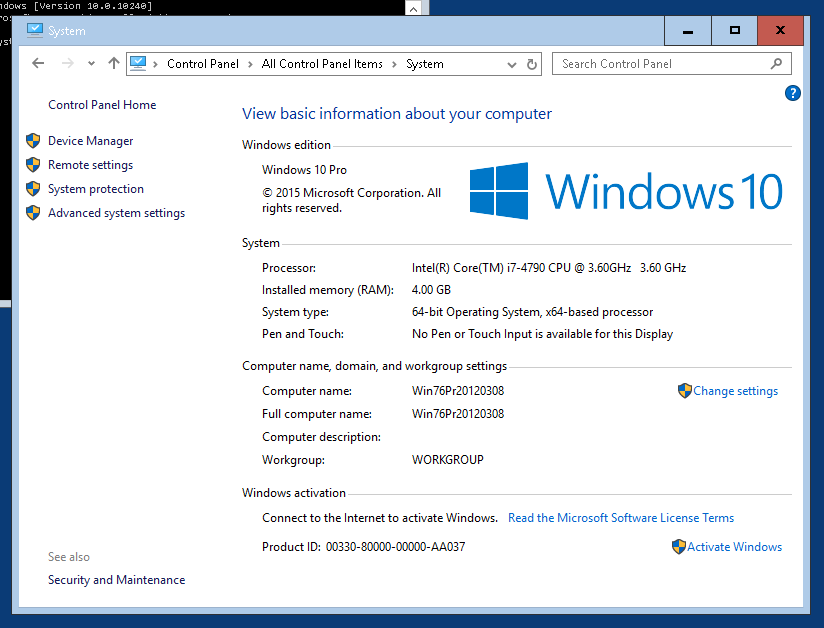 ndows [Version 10.0.10240]
System
Control Panel > All Control Panel Items > System
Search Control Panel
?
Control Panel Home
Device Manager
Remote settings
System protection
Advanced system settings
View basic information about your computer
Windows edition
Windows 10 Pro
© 2015 Microsoft Corporation. All
rights reserved.
Windows 10
System
Processor: Intel(R) Core(TM) i7-4790 CPU @ 3.60GHz 3.60 GHz
Installed memory (RAM): 4.00 GB
System type: 64-bit Operating System, x64-based processor
Pen and Touch: No Pen or Touch Input is available for this Display
Computer name, domain, and workgroup settings
Computer name: Win76Pr20120308 Change settings
Full computer name: Win76Pr20120308
Computer description:
Workgroup: WORKGROUP
Windows activation
Connect to the Internet to activate Windows. Read the Microsoft Software License Terms
Product ID: 00330-80000-00000-AA037 Activate Windows
See also
Security and Maintenance